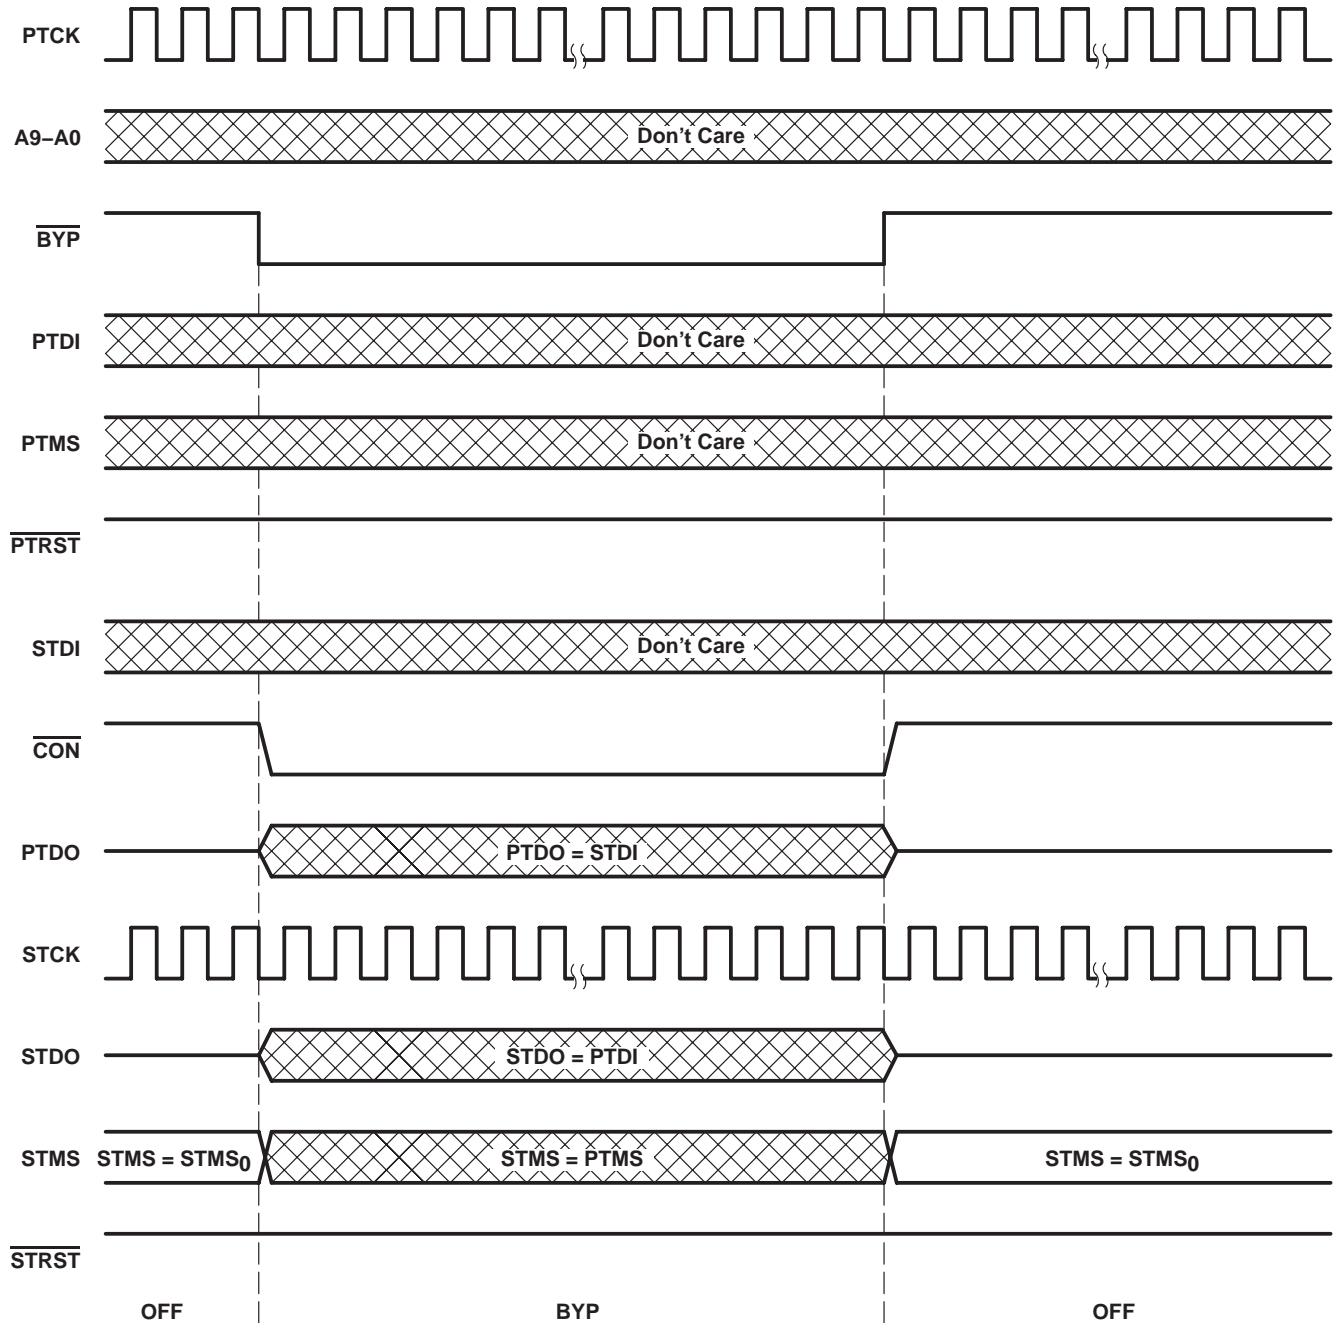 PTCK
A9–A0 Don't Care
BYP
PTDI Don't Care
PTMS Don't Care
PTRST
STDI Don't Care
CON
PTDO PTDO = STDI
STCK
STDO STDO = PTDI
STMS STMS = STMS0 STMS = PTMS STMS = STMS0
STRST
OFF BYP OFF